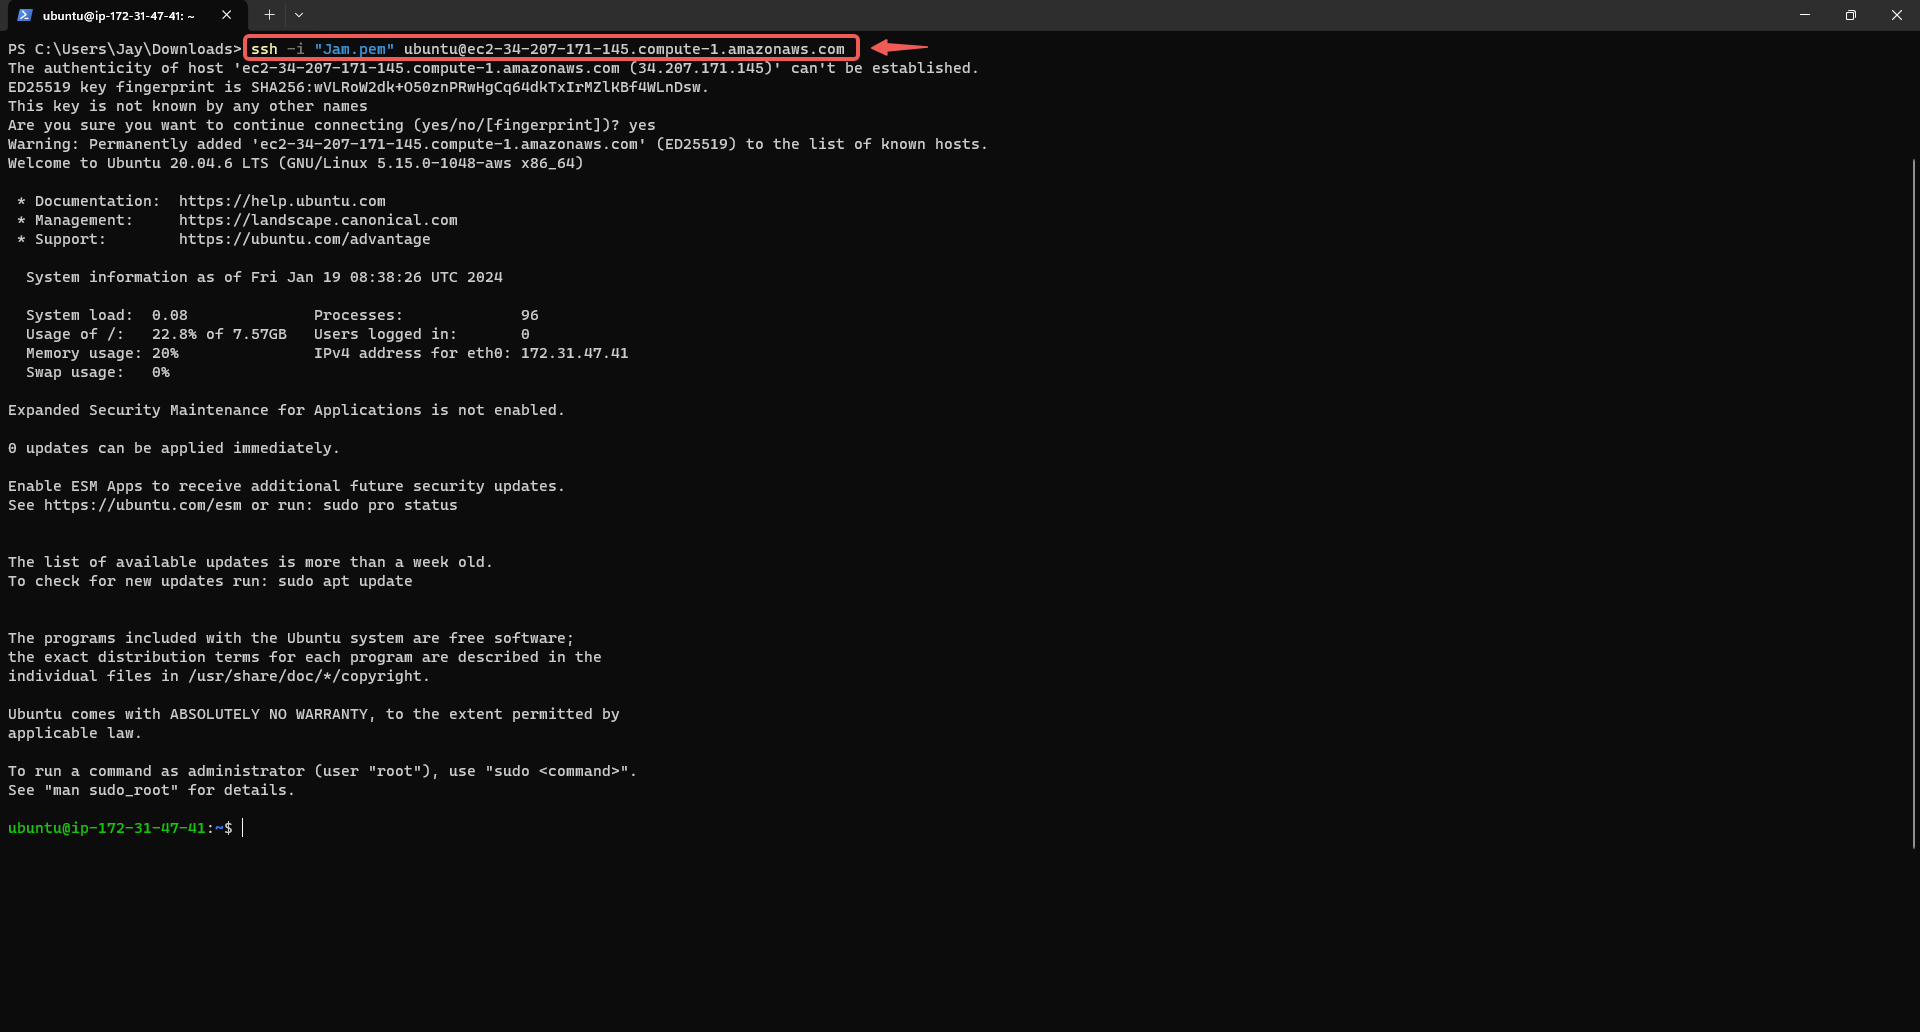 ubuntu@ip-172-31-47-41: ~
PS C:\Users\Jay\Downloads> ssh -i "Jam.pem" ubuntu@ec2-34-207-171-145.compute-1.amazonaws.com
The authenticity of host 'ec2-34-207-171-145.compute-1.amazonaws.com (34.207.171.145)' can't be established.
ED25519 key fingerprint is SHA256:wVLRoW2dk+O50znPRwHgCq64dkTxIrMZlKBf4WLnDsw.
This key is not known by any other names
Are you sure you want to continue connecting (yes/no/[fingerprint])? yes
Warning: Permanently added 'ec2-34-207-171-145.compute-1.amazonaws.com' (ED25519) to the list of known hosts.
Welcome to Ubuntu 20.04.6 LTS (GNU/Linux 5.15.0-1048-aws x86_64)
* Documentation:  https://help.ubuntu.com
* Management:     https://landscape.canonical.com
* Support:        https://ubuntu.com/advantage
System information as of Fri Jan 19 08:38:26 UTC 2024
System load:  0.08              Processes:             96
Usage of /:   22.8% of 7.57GB   Users logged in:       0
Memory usage: 20%               IPv4 address for eth0: 172.31.47.41
Swap usage:   0%
Expanded Security Maintenance for Applications is not enabled.
0 updates can be applied immediately.
Enable ESM Apps to receive additional future security updates.
See https://ubuntu.com/esm or run: sudo pro status
The list of available updates is more than a week old.
To check for new updates run: sudo apt update
The programs included with the Ubuntu system are free software;
the exact distribution terms for each program are described in the
individual files in /usr/share/doc/*/copyright.
Ubuntu comes with ABSOLUTELY NO WARRANTY, to the extent permitted by
applicable law.
To run a command as administrator (user "root"), use "sudo <command>".
See "man sudo_root" for details.
ubuntu@ip-172-31-47-41:~$